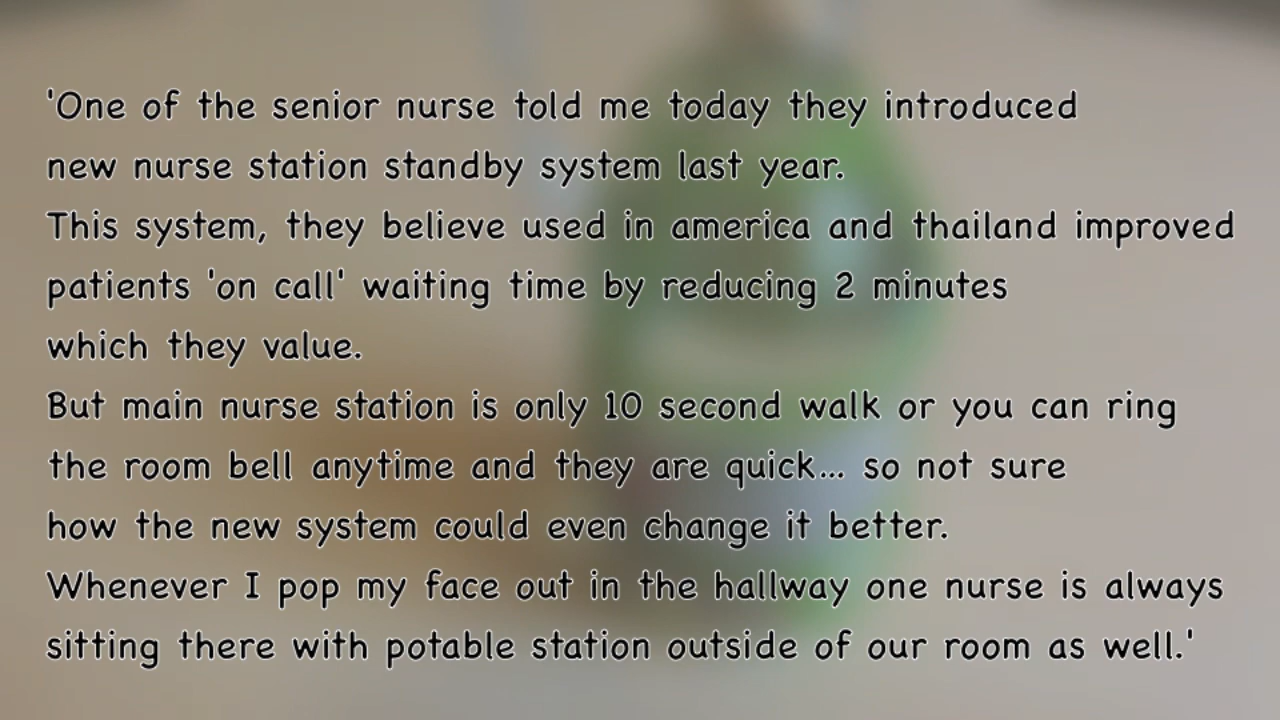 'One of the senior nurse told me today they introduced
new nurse station standby system last year.
This system, they believe used in america and thailand improved
patients 'on call' waiting time by reducing 2 minutes
which they value.
But main nurse station is only 10 second walk or you can ring
the room bell anytime and they are quick... so not sure
how the new system could even change it better.
Whenever I pop my face out in the hallway one nurse is always
sitting there with potable station outside of our room as well.'